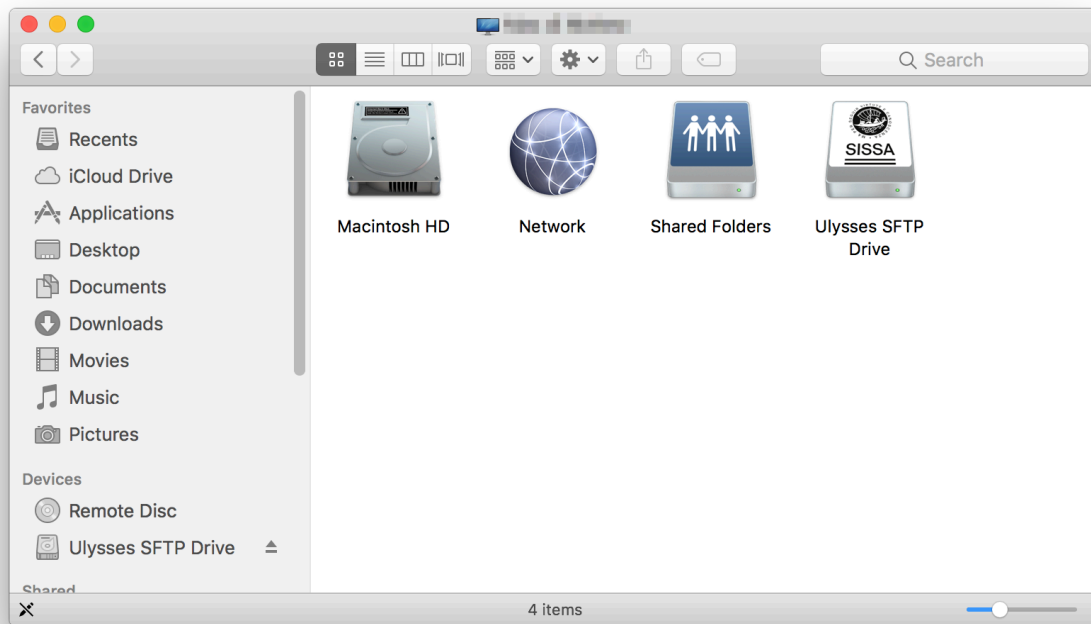 Search
Favorites
Recents
iCloud Drive
Applications
Desktop
Documents
Downloads
Movies
Music
Pictures
Devices
Remote Disc
Ulysses SFTP Drive
Shared
Macintosh HD
Network
Shared Folders
SISSA
Ulysses SFTP
Drive
4 items